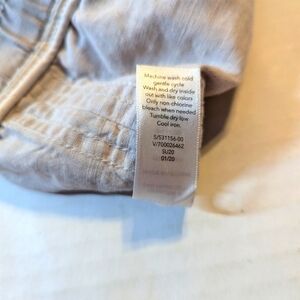 Machine wash cold
gentle cycle
Wash and dry inside
out with like colors
Only non chlorine
bleach when needed
Tumble dry low
Cool iron.
S/531156-00
V/700026462
SU20
01/20